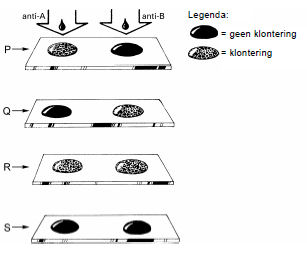 anti-A
anti-B
Legenda:
= geen klontering
= klontering
P
Q
R
S